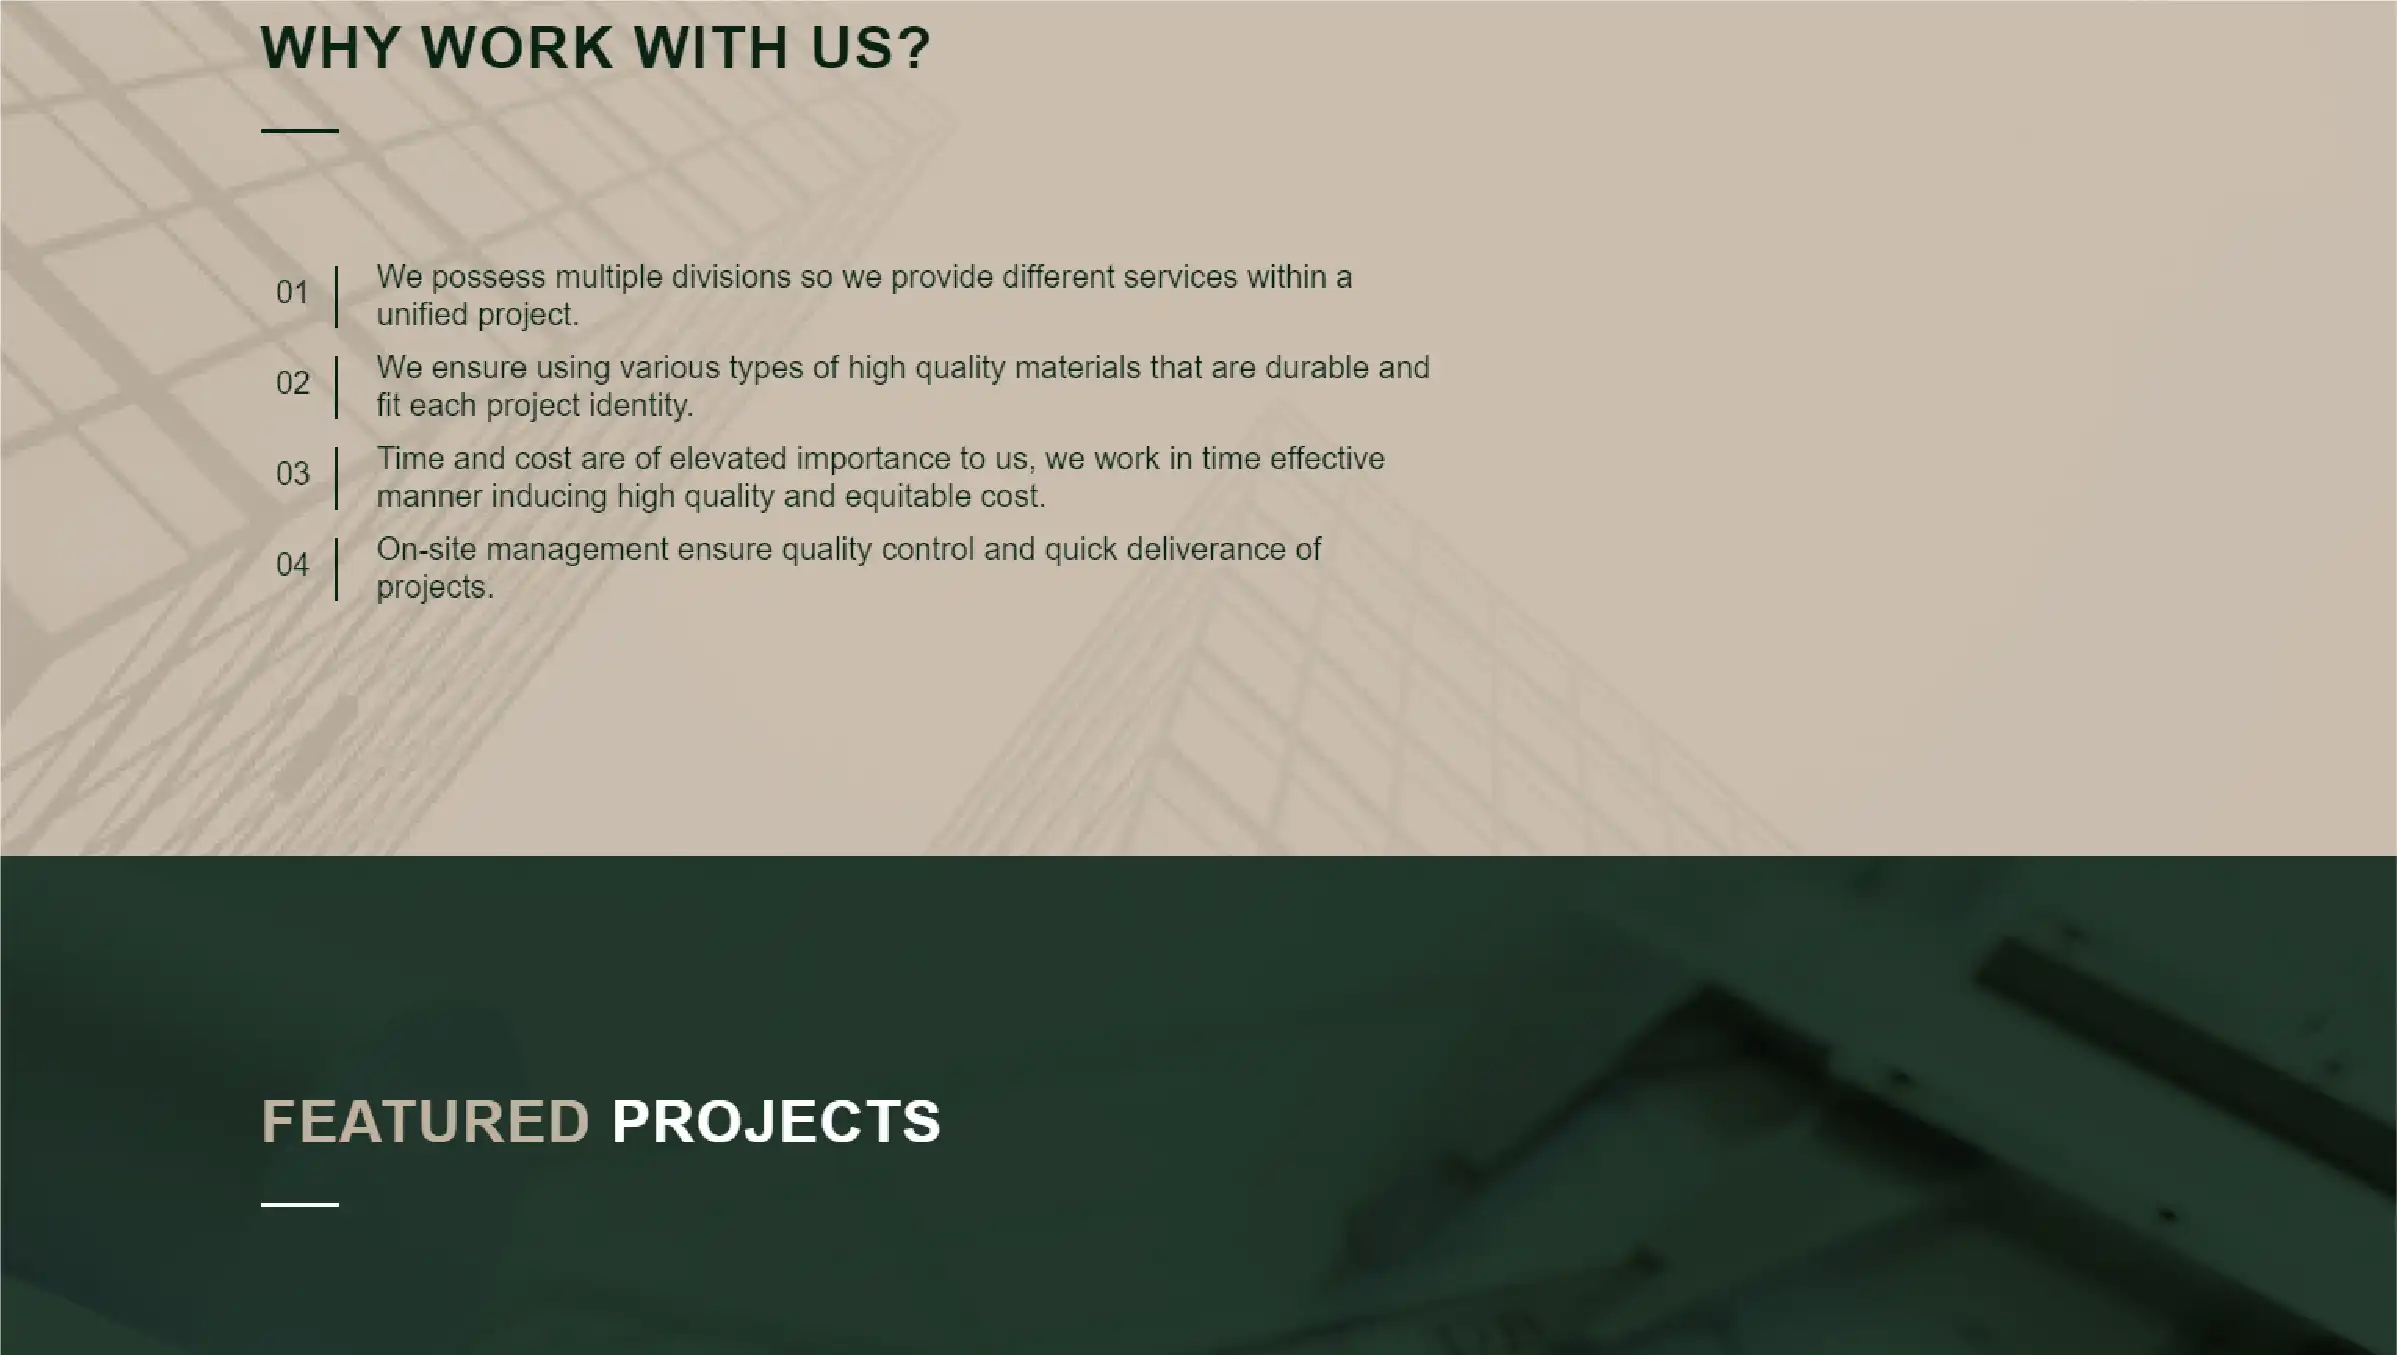 WHY WORK WITH US?
01
We possess multiple divisions so we provide different services within a
unified project.
02
We ensure using various types of high quality materials that are durable and
fit each project identity.
03
Time and cost are of elevated importance to us, we work in time effective
manner inducing high quality and equitable cost.
04
On-site management ensure quality control and quick deliverance of
projects.
FEATURED PROJECTS